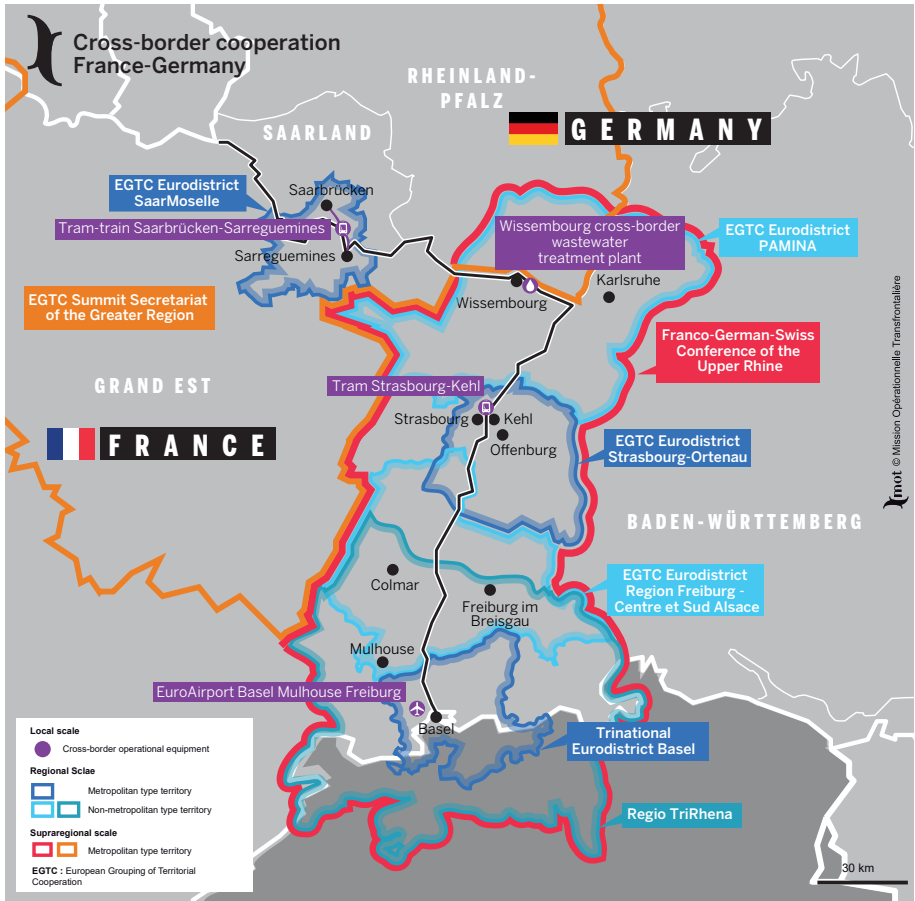 Cross-border cooperation
France-Germany
RHEINLAND-
PFALZ
SAARLAND
GERMANY
EGTC Eurodistrict
SaarMoselle
Saarbrücken
Tram-train Saarbrücken-Sarreguemines
Sarreguemines
Wissembourg cross-border
wastewater
treatment plant
EGTC Eurodistrict
PAMINA
Karlsruhe
Wissembourg
EGTC Summit Secretariat
of the Greater Region
Franco-German-Swiss
Conference of the
Upper Rhine
GRAND EST
Tram Strasbourg-Kehl
Strasbourg
Kehl
Offenburg
FRANCE
EGTC Eurodistrict
Strasbourg-Ortenau
mot © Mission Opérationnelle Transfrontalière
BADEN-WÜRTTEMBERG
Colmar
Freiburg im
Breisgau
EGTC Eurodistrict
Region Freiburg -
Centre et Sud Alsace
Mulhouse
EuroAirport Basel Mulhouse Freiburg
Basel
Trinational
Eurodistrict Basel
Regio TriRhena
Local scale
Cross-border operational equipment
Regional Sclae
Metropolitan type territory
Non-metropolitan type territory
Supraregional scale
Metropolitan type territory
EGTC : European Grouping of Territorial
Cooperation
30 km